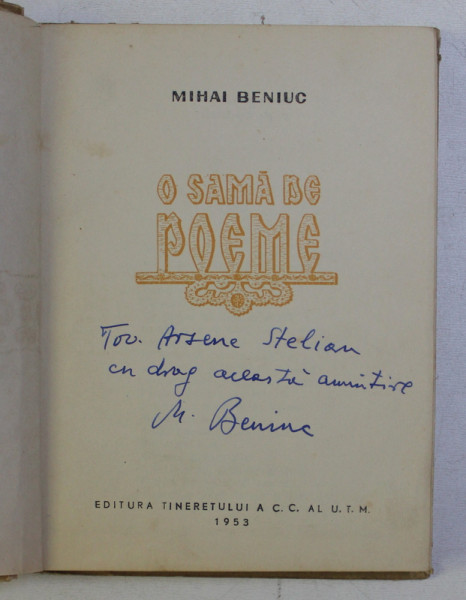 MIHAI BENIUC
O SAMĂ DE
POEME
Tov. Arsene Stelian
cu drag această amintire
M. Beniuc
EDITURA TINERETULUI A C.C. AL U.T.M.
1953